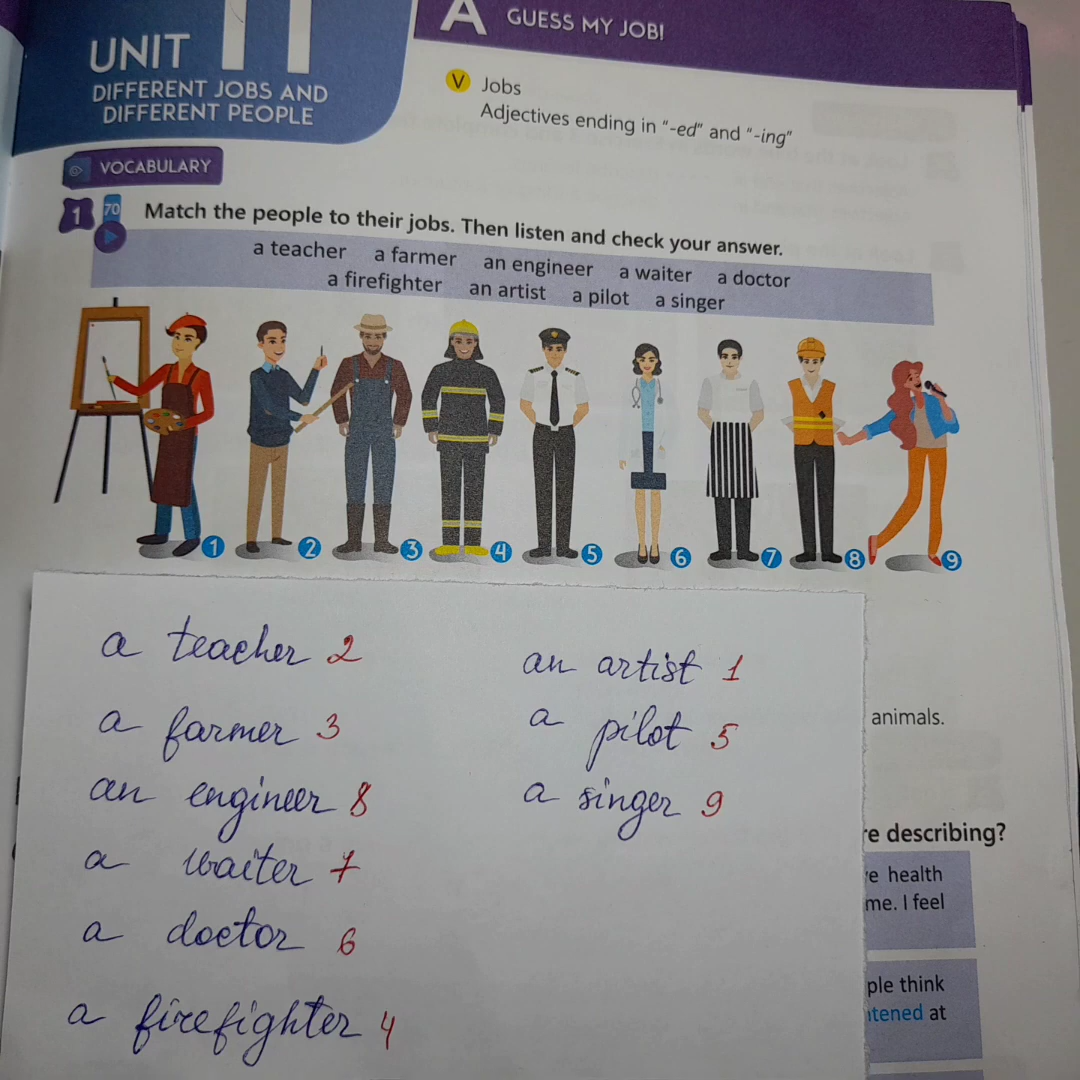 UNIT 11
DIFFERENT JOBS AND
DIFFERENT PEOPLE
A GUESS MY JOB!
V Jobs
Adjectives ending in "-ed" and "-ing"
VOCABULARY
1 70 Match the people to their jobs. Then listen and check your answer.
a teacher a farmer an engineer a waiter a doctor
a firefighter an artist a pilot a singer
1 2 3 4 5 6 7 8 9
a teacher 2
a farmer 3
an engineer 8
a waiter 7
a doctor 6
a firefighter 4
an artist 1
a pilot 5
a singer 9
animals.
describing?
health
me. I feel
think
at